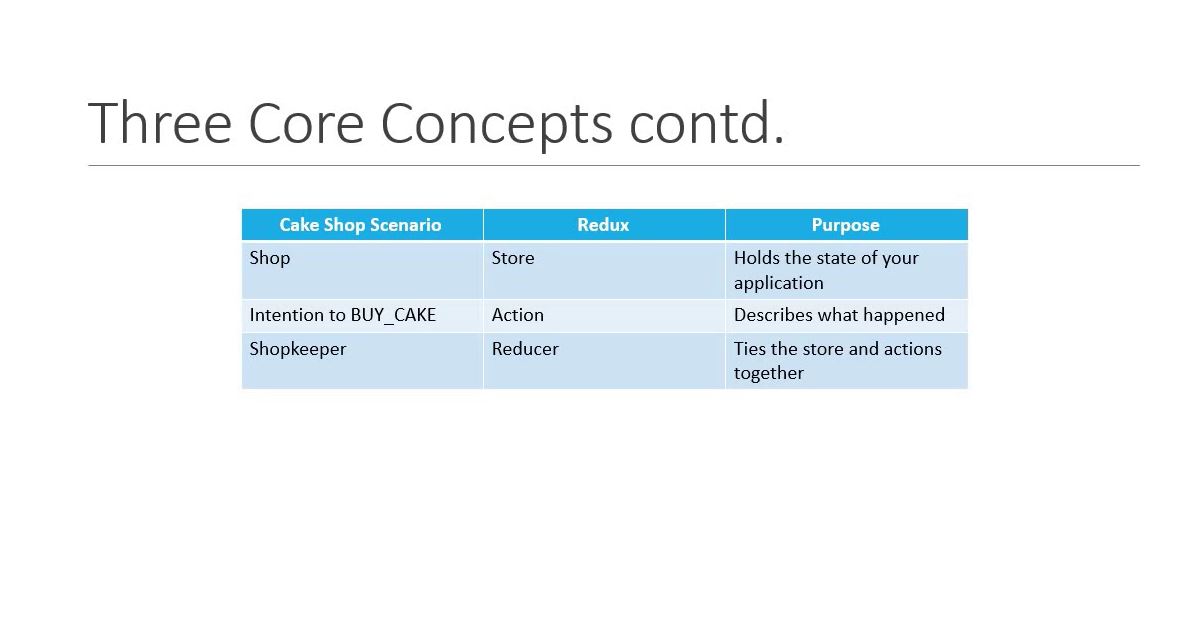 Three Core Concepts contd.
Cake Shop Scenario Redux Purpose
Shop Store Holds the state of your
application
Intention to BUY_CAKE Action Describes what happened
Shopkeeper Reducer Ties the store and actions
together